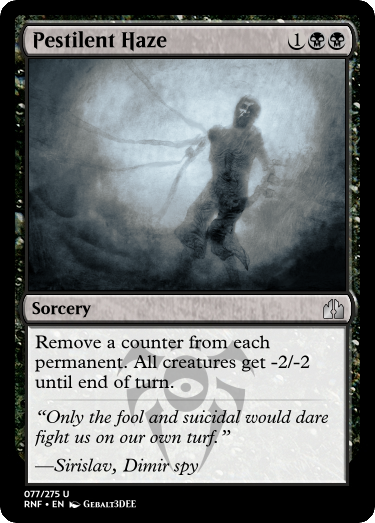 Pestilent Haze 1
Sorcery
Remove a counter from each
permanent. All creatures get -2/-2
until end of turn.
“Only the fool and suicidal would dare
fight us on our own turf.”
—Sirislav, Dimir spy
077/275 U
RNF • EN Gebalt3DEE